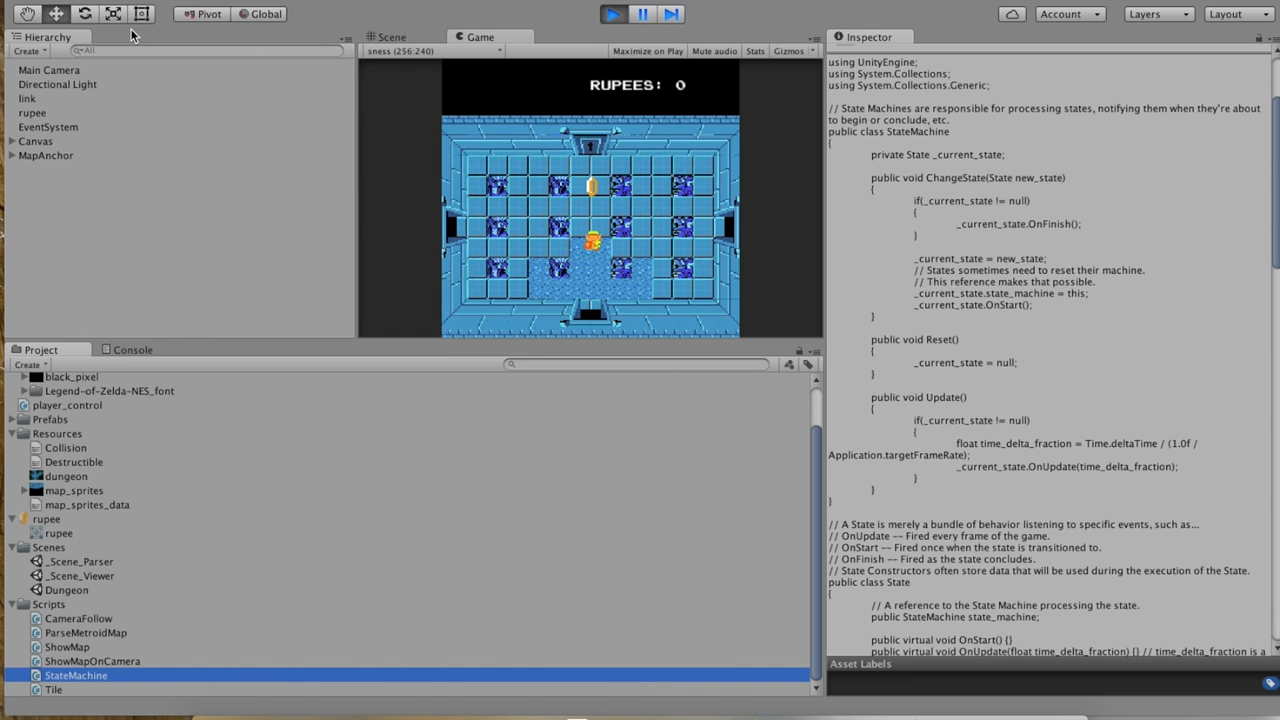 Pivot Global Account Layers Layout
Hierarchy
Create All
Main Camera
Directional Light
link
rupee
EventSystem
Canvas
MapAnchor
Scene Game
sness (256:240) Maximize on Play Mute audio Stats Gizmos
RUPEES: 0
Project Console
Create
black_pixel
Legend-of-Zelda-NES_font
player_control
Prefabs
Resources
Collision
Destructible
dungeon
map_sprites
map_sprites_data
rupee
rupee
Scenes
_Scene_Parser
_Scene_Viewer
Dungeon
Scripts
CameraFollow
ParseMetroidMap
ShowMap
ShowMapOnCamera
StateMachine
Tile
Inspector
using UnityEngine;
using System.Collections;
using System.Collections.Generic;
// State Machines are responsible for processing states, notifying them when they're about
to begin or conclude, etc.
public class StateMachine
{
private State _current_state;
public void ChangeState(State new_state)
{
if(_current_state != null)
{
_current_state.OnFinish();
}
_current_state = new_state;
// States sometimes need to reset their machine.
// This reference makes that possible.
_current_state.state_machine = this;
_current_state.OnStart();
}
public void Reset()
{
_current_state = null;
}
public void Update()
{
if(_current_state != null)
{
float time_delta_fraction = Time.deltaTime / (1.0f /
Application.targetFrameRate);
_current_state.OnUpdate(time_delta_fraction);
}
}
}
// A State is merely a bundle of behavior listening to specific events, such as...
// OnUpdate -- Fired every frame of the game.
// OnStart -- Fired once when the state is transitioned to.
// OnFinish -- Fired as the state concludes.
// State Constructors often store data that will be used during the execution of the State.
public class State
{
// A reference to the State Machine processing the state.
public StateMachine state_machine;
public virtual void OnStart() {}
public virtual void OnUpdate(float time_delta_fraction) {} // time_delta_fraction is a
Asset Labels